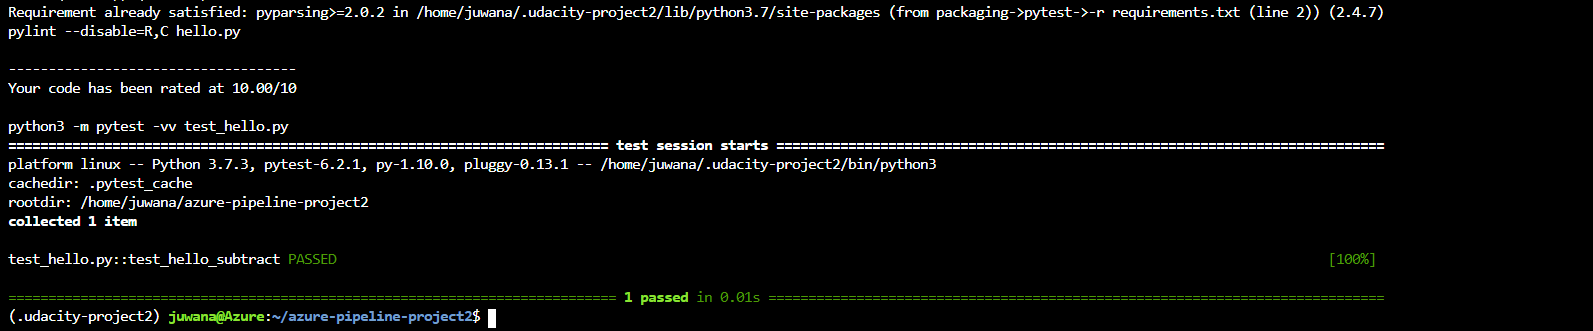 Requirement already satisfied: pyparsing>=2.0.2 in /home/juwana/.udacity-project2/lib/python3.7/site-packages (from packaging->pytest->-r requirements.txt (line 2)) (2.4.7)
pylint --disable=R,C hello.py
------------------------------------
Your code has been rated at 10.00/10
python3 -m pytest -vv test_hello.py
=========================================================================== test session starts ============================================================================
platform linux -- Python 3.7.3, pytest-6.2.1, py-1.10.0, pluggy-0.13.1 -- /home/juwana/.udacity-project2/bin/python3
cachedir: .pytest_cache
rootdir: /home/juwana/azure-pipeline-project2
collected 1 item
test_hello.py::test_hello_subtract PASSED [100%]
============================================================================ 1 passed in 0.01s =============================================================================
(.udacity-project2) juwana@Azure:~/azure-pipeline-project2$